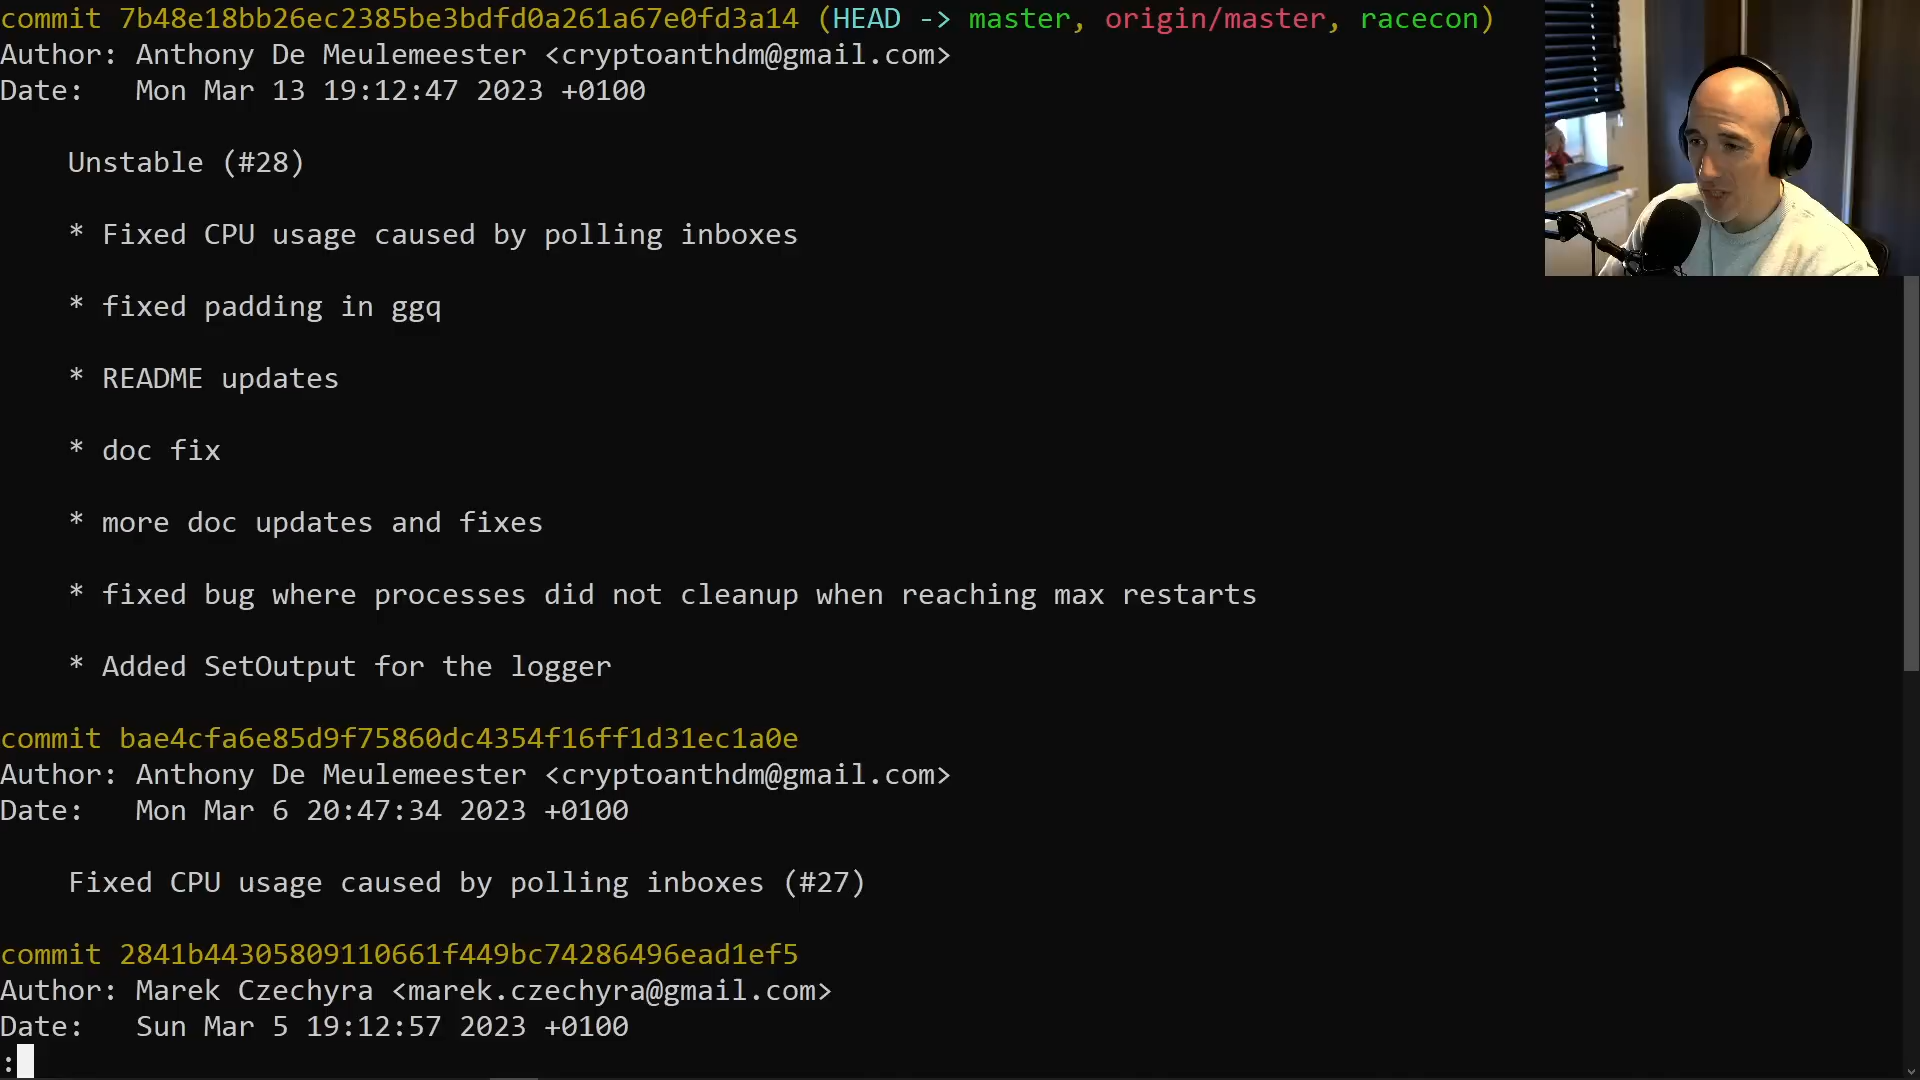 commit 7b48e18bb26ec2385be3bdfd0a261a67e0fd3a14 (HEAD -> master, origin/master, racecon)
Author: Anthony De Meulemeester <cryptoanthdm@gmail.com>
Date:   Mon Mar 13 19:12:47 2023 +0100
Unstable (#28)
* Fixed CPU usage caused by polling inboxes
* fixed padding in ggq
* README updates
* doc fix
* more doc updates and fixes
* fixed bug where processes did not cleanup when reaching max restarts
* Added SetOutput for the logger
commit bae4cfa6e85d9f75860dc4354f16ff1d31ec1a0e
Author: Anthony De Meulemeester <cryptoanthdm@gmail.com>
Date:   Mon Mar 6 20:47:34 2023 +0100
Fixed CPU usage caused by polling inboxes (#27)
commit 2841b44305809110661f449bc74286496ead1ef5
Author: Marek Czechyra <marek.czechyra@gmail.com>
Date:   Sun Mar 5 19:12:57 2023 +0100
: